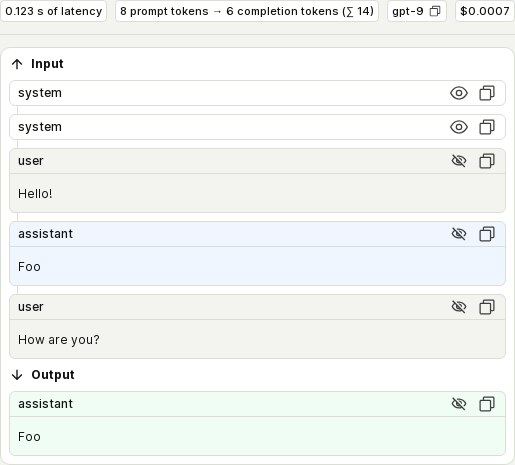 0.123 s of latency
8 prompt tokens → 6 completion tokens (∑ 14)
gpt-9
$0.0007
Input
system
system
user
Hello!
assistant
Foo
user
How are you?
Output
assistant
Foo